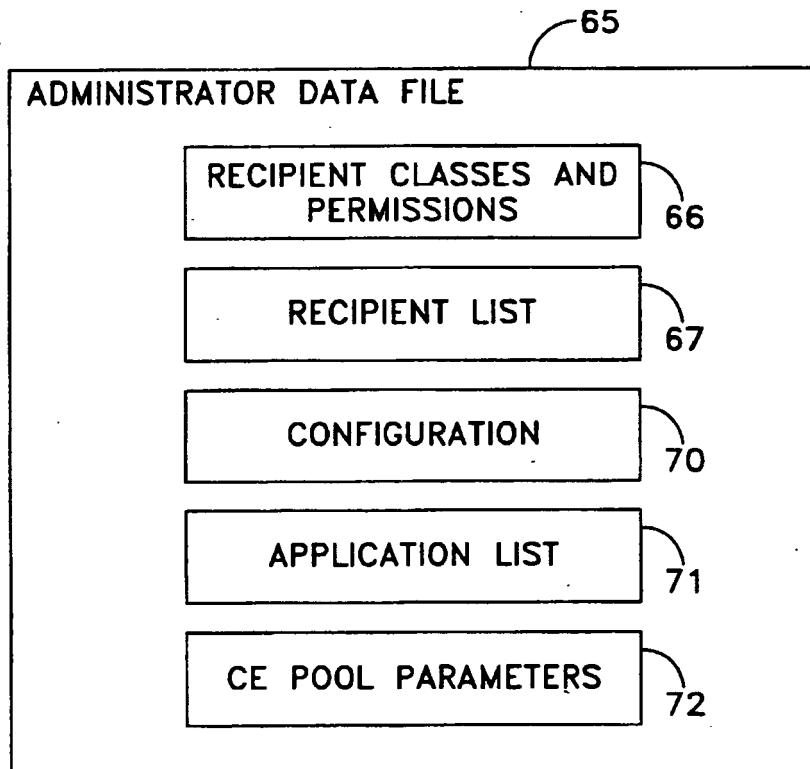 65
ADMINISTRATOR DATA FILE
RECIPIENT CLASSES AND
PERMISSIONS
66
RECIPIENT LIST
67
CONFIGURATION
70
APPLICATION LIST
71
CE POOL PARAMETERS
72